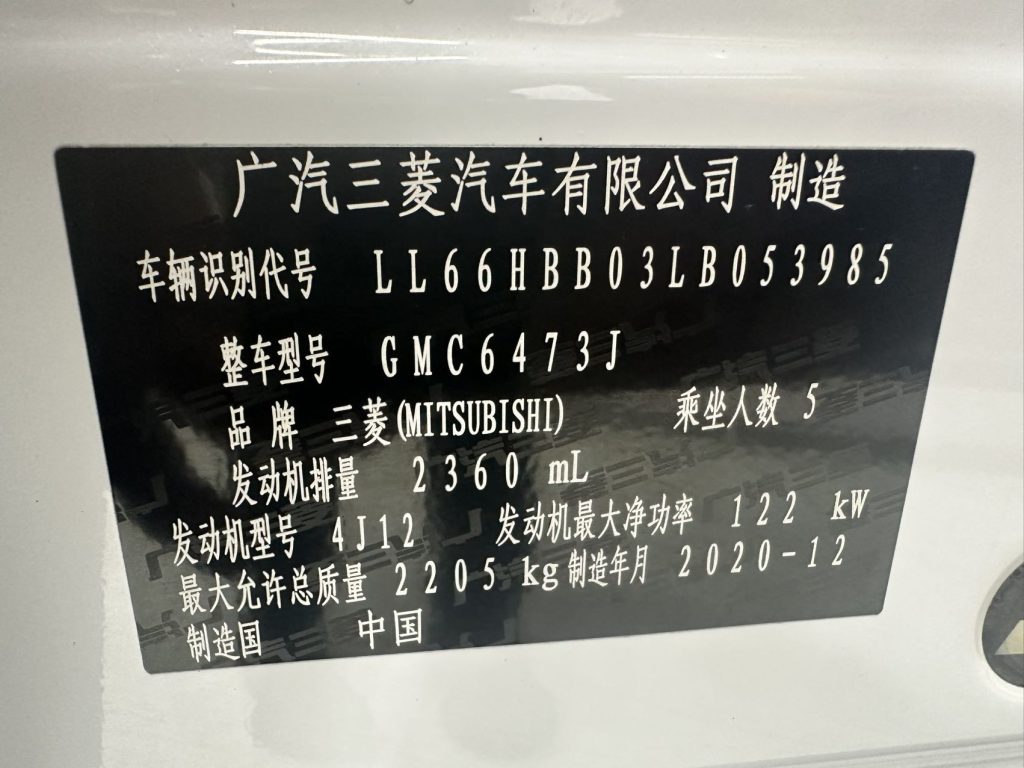 广汽三菱汽车有限公司 制造
车辆识别代号 LL66HBB03LB053985
整车型号 GMC6473J
品牌 三菱(MITSUBISHI) 乘坐人数 5
发动机排量 2360 mL
发动机型号 4J12 发动机最大净功率 122 kW
最大允许总质量 2205 kg 制造年月 2020-12
制造国 中国